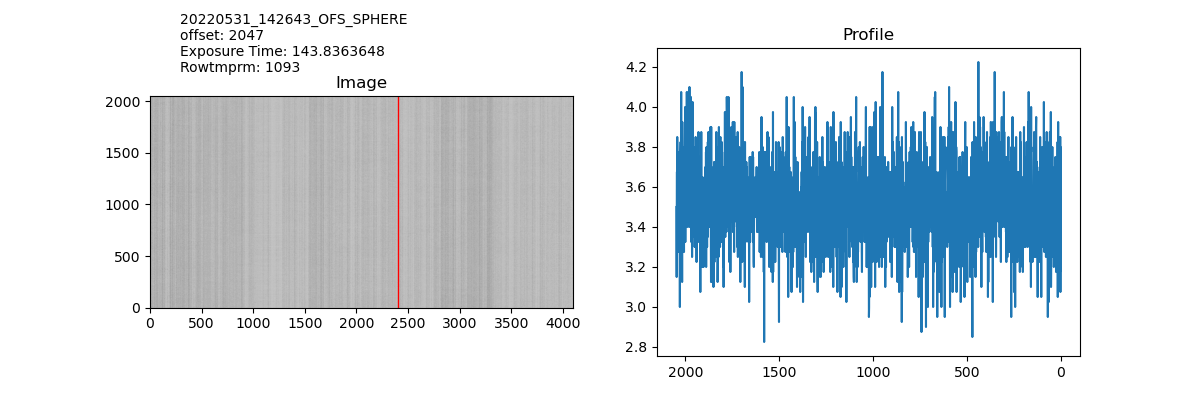 20220531_142643_OFS_SPHERE
offset: 2047
Exposure Time: 143.8363648
Rowtmprm: 1093
Image
2000
1500
1000
500
0
0 500 1000 1500 2000 2500 3000 3500 4000
Profile
4.2
4.0
3.8
3.6
3.4
3.2
3.0
2.8
2000 1500 1000 500 0